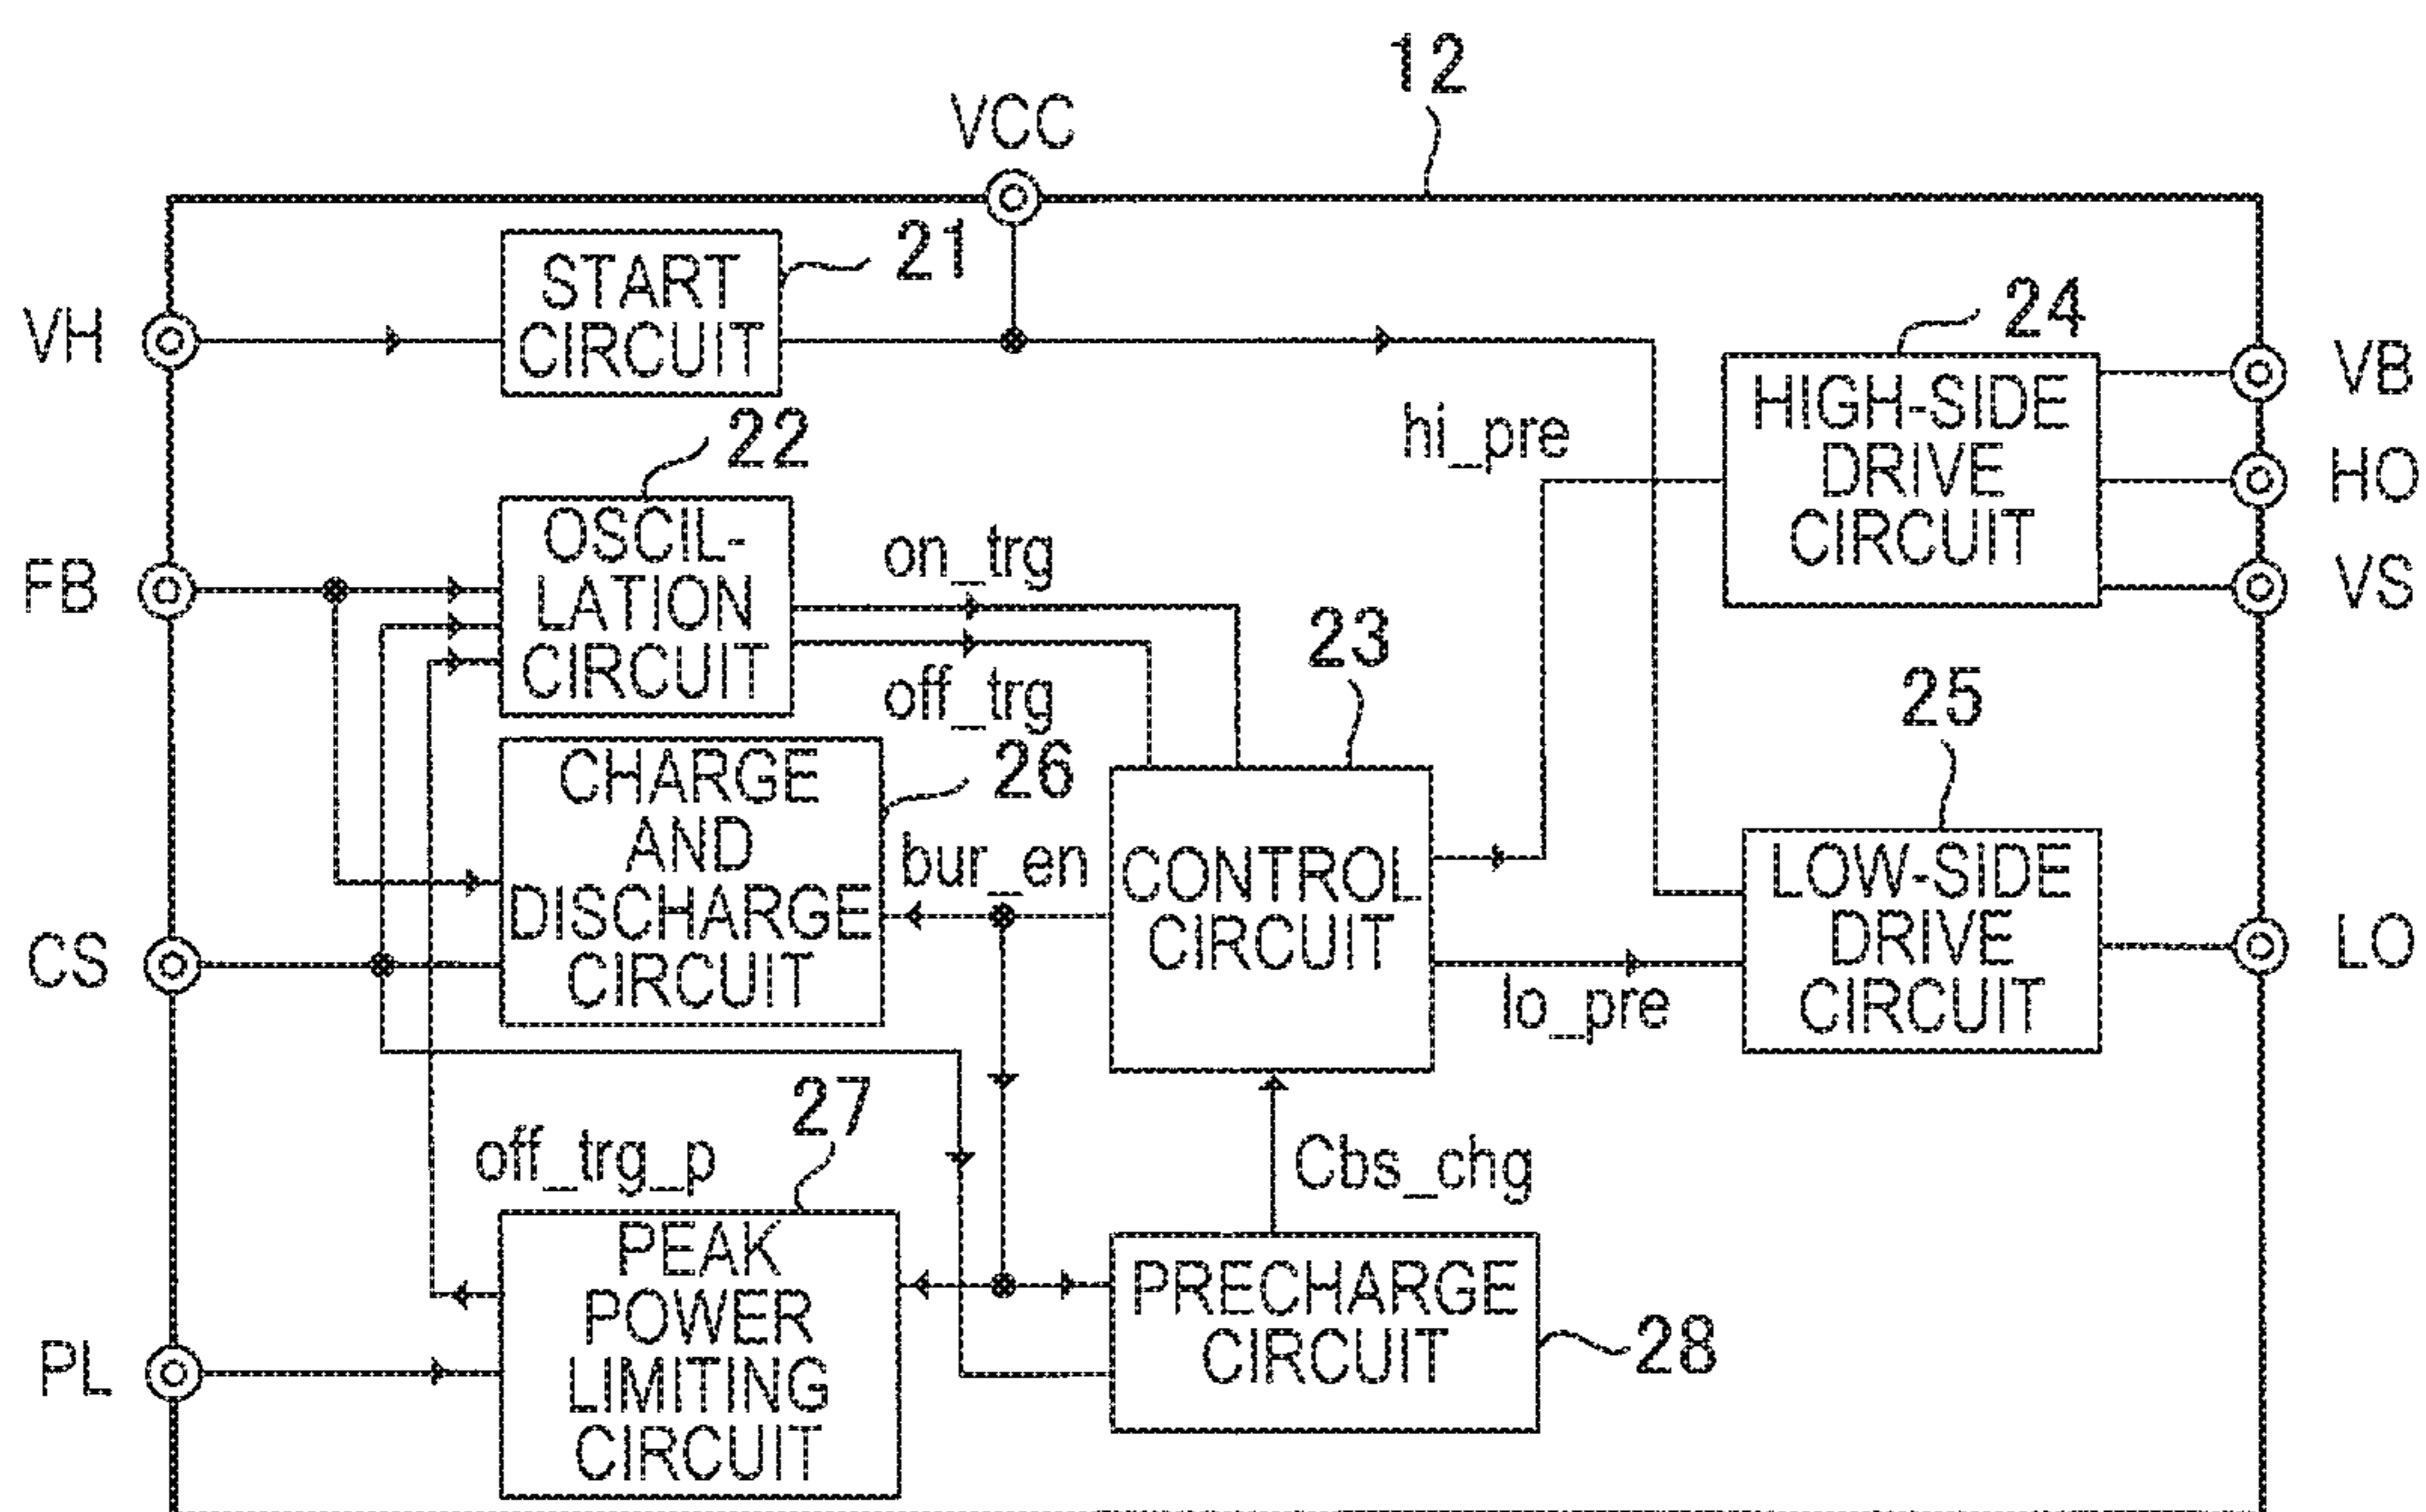 12
VCC
21
START
CIRCUIT
VH
24
VB
HIGH-SIDE
DRIVE
CIRCUIT
hi_pre
HO
VS
22
OSCIL-
LATION
CIRCUIT
FB
on_trg
off_trg
23
25
26
CHARGE
AND
DISCHARGE
CIRCUIT
bur_en
CONTROL
CIRCUIT
LOW-SIDE
DRIVE
CIRCUIT
CS
LO
lo_pre
27
off_trg_p
Cbs_chg
PEAK
POWER
LIMITING
CIRCUIT
PRECHARGE
CIRCUIT
28
PL